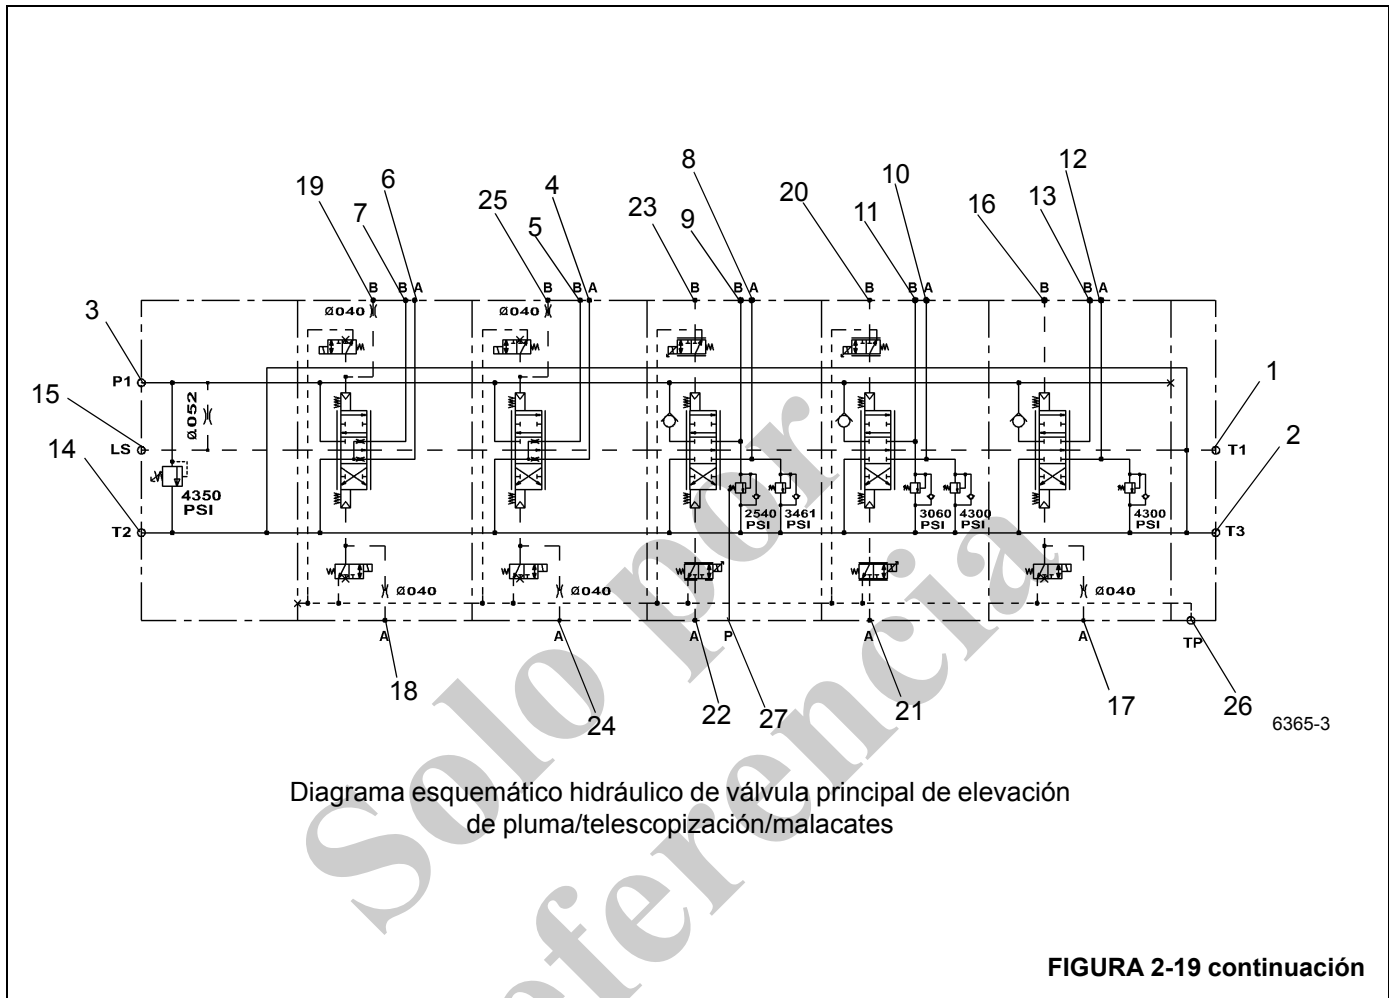 12
8
10
6
4
13
19
20
25
23
16
7
9
11
5
B
B A
B
B A
B
B A
B
B A
B
B A
3
Ø040
Ø040
P1
15
1
Ø052
2
LS
T1
14
4350
PSI
2540
PSI
3461
PSI
3060
PSI
4300
PSI
4300
PSI
T2
T3
Ø040
Ø040
Ø040
A
A
A
P
A
A
TP
18
24
22
27
21
17
26
6365-3
Diagrama esquemático hidráulico de válvula principal de elevación
de pluma/telescopización/malacates
Solo por
referencia
FIGURA 2-19 continuación